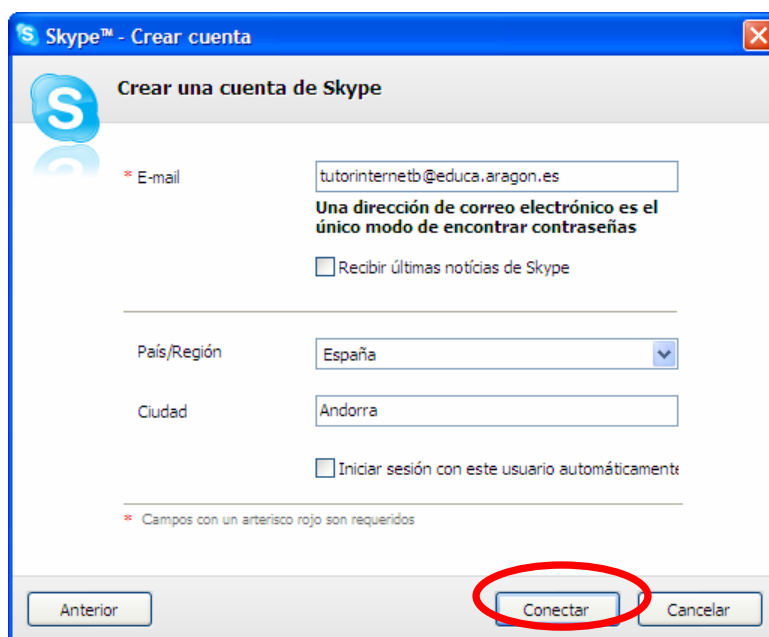 Skype™ - Crear cuenta
Crear una cuenta de Skype
* E-mail
tutorinternetb@educa.aragon.es
Una dirección de correo electrónico es el
único modo de encontrar contraseñas
Recibir últimas notícias de Skype
País/Región
España
Ciudad
Andorra
Iniciar sesión con este usuario automáticamente
* Campos con un arterisco rojo son requeridos
Anterior
Conectar
Cancelar